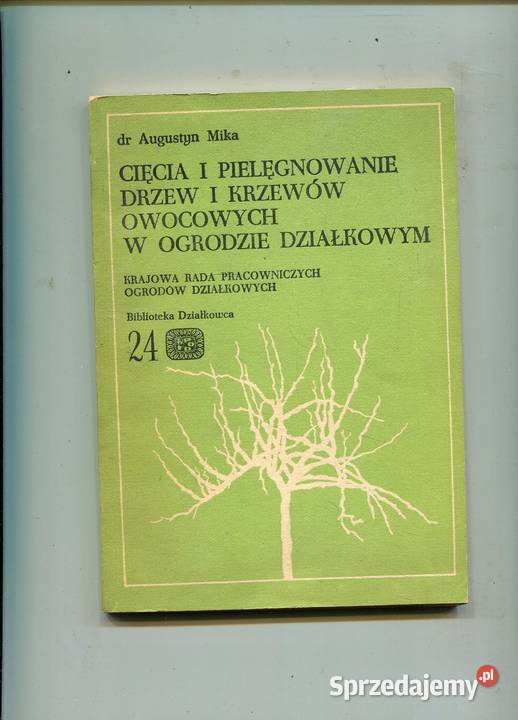 dr Augustyn Mika
CIĘCIA I PIELĘGNOWANIE
DRZEW I KRZEWÓW
OWOCOWYCH
W OGRODZIE DZIAŁKOWYM
KRAJOWA RADA PRACOWNICZYCH
OGRODÓW DZIAŁKOWYCH
Biblioteka Działkowca
24
Sprzedajemy.pl